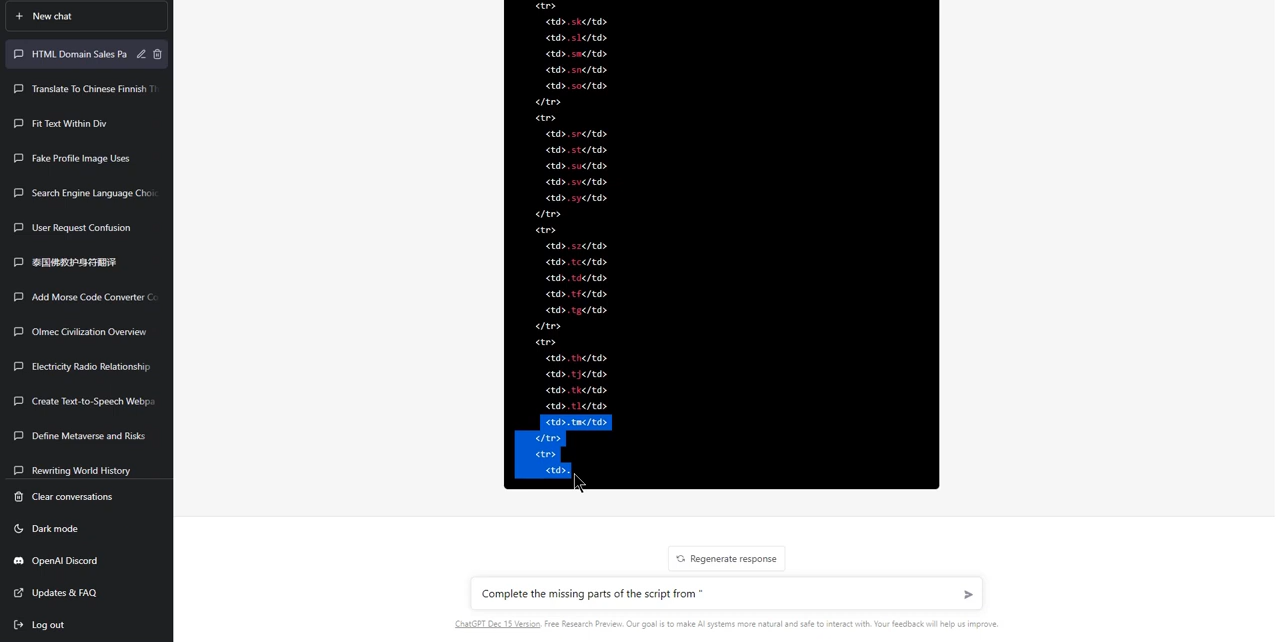 New chat
HTML Domain Sales Pa
Translate To Chinese Finnish Th
Fit Text Within Div
Fake Profile Image Uses
Search Engine Language Choic
User Request Confusion
泰国佛教护身符翻译
Add Morse Code Converter Co
Olmec Civilization Overview
Electricity Radio Relationship
Create Text-to-Speech Webpa
Define Metaverse and Risks
Rewriting World History
Clear conversations
Dark mode
OpenAI Discord
Updates & FAQ
Log out
<tr>
<td>.sk</td>
<td>.sl</td>
<td>.sm</td>
<td>.sn</td>
<td>.so</td>
</tr>
<tr>
<td>.sr</td>
<td>.st</td>
<td>.su</td>
<td>.sv</td>
<td>.sy</td>
</tr>
<tr>
<td>.sz</td>
<td>.tc</td>
<td>.td</td>
<td>.tf</td>
<td>.tg</td>
</tr>
<tr>
<td>.th</td>
<td>.tj</td>
<td>.tk</td>
<td>.tl</td>
<td>.tm</td>
</tr>
<tr>
<td>.
Regenerate response
Complete the missing parts of the script from "
ChatGPT Dec 15 Version. Free Research Preview. Our goal is to make AI systems more natural and safe to interact with. Your feedback will help us improve.